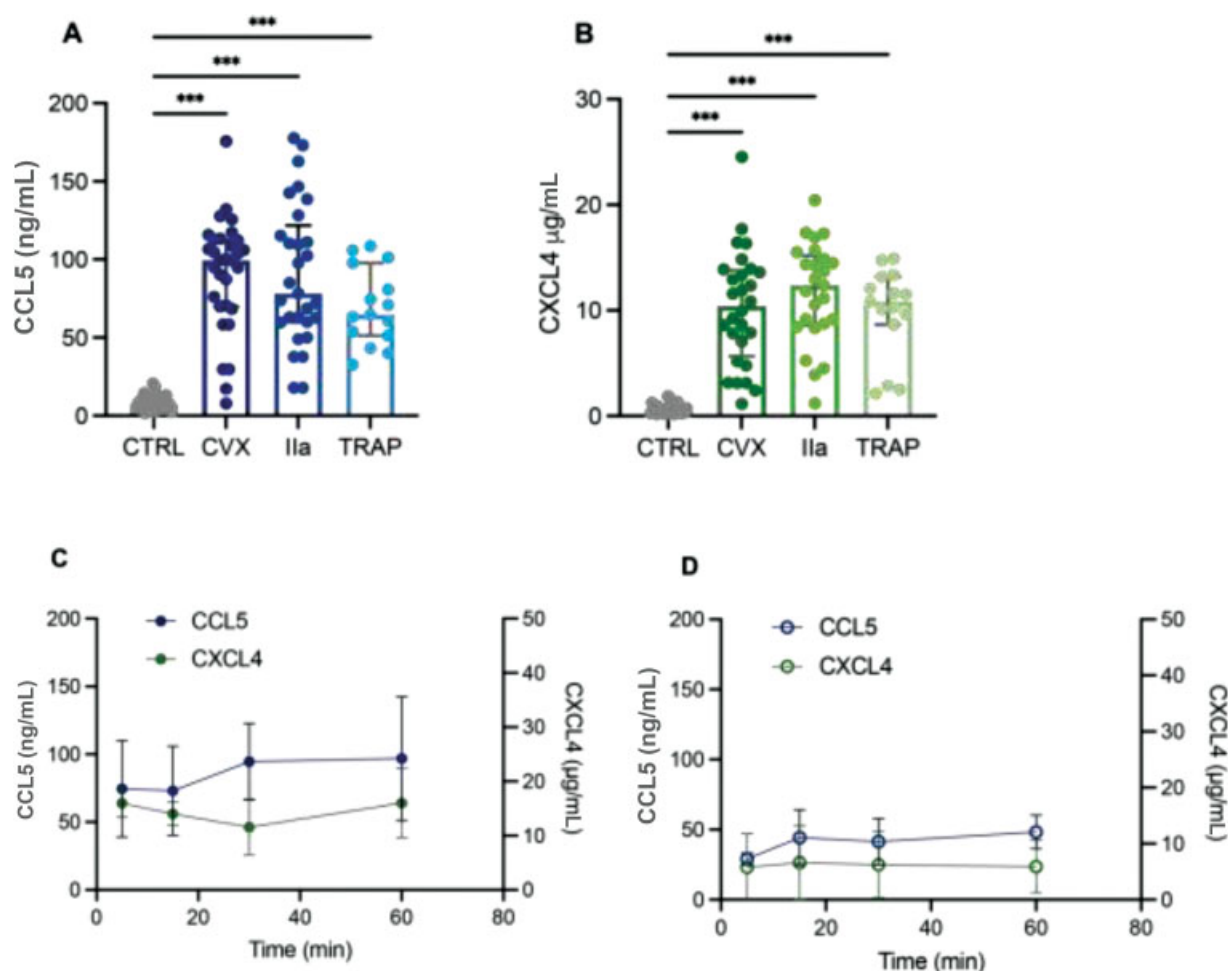 A
***
***
***
CCL5 (ng/mL)
200
150
100
50
0
CTRL CVX IIa TRAP
B
***
***
***
CXCL4 µg/mL
30
20
10
0
CTRL CVX IIa TRAP
C
CCL5
CXCL4
CCL5 (ng/mL)
200
150
100
50
0
0 20 40 60 80
Time (min)
50
40
30
20
10
0
CXCL4 (µg/mL)
D
CCL5
CXCL4
CCL5 (ng/mL)
200
150
100
50
0
0 20 40 60 80
Time (min)
50
40
30
20
10
0
CXCL4 (µg/mL)